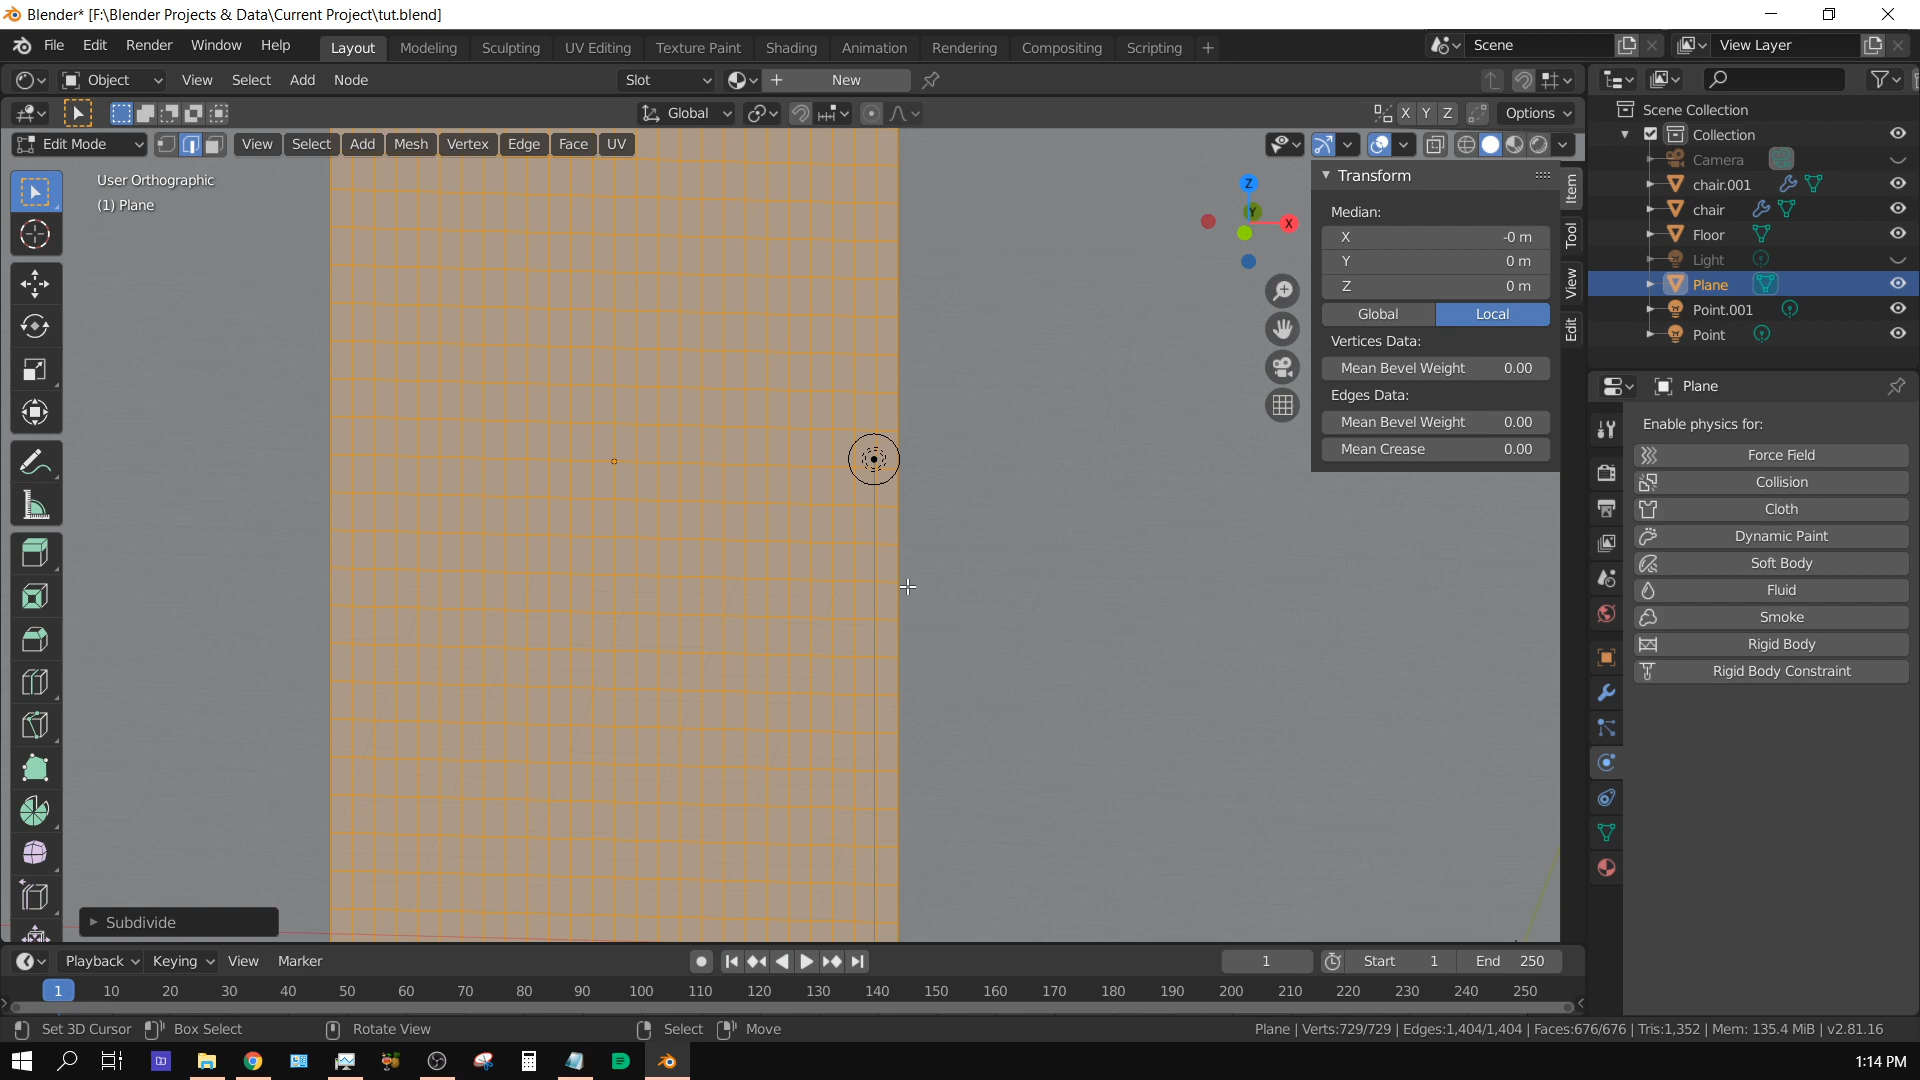 Blender* [F:\Blender Projects & Data\Current Project\tut.blend]
File Edit Render Window Help Layout Modeling Sculpting UV Editing Texture Paint Shading Animation Rendering Compositing Scripting + Scene View Layer
Object View Select Add Node Slot New
Global X Y Z Options
Edit Mode View Select Add Mesh Vertex Edge Face UV
User Orthographic
(1) Plane
Z
Y
X
Transform
Median:
X -0 m
Y 0 m
Z 0 m
Global Local
Vertices Data:
Mean Bevel Weight 0.00
Edges Data:
Mean Bevel Weight 0.00
Mean Crease 0.00
Item
Tool
View
Edit
Scene Collection
Collection
Camera
chair.001
chair
Floor
Light
Plane
Point.001
Point
Plane
Enable physics for:
Force Field
Collision
Cloth
Dynamic Paint
Soft Body
Fluid
Smoke
Rigid Body
Rigid Body Constraint
Subdivide
Playback Keying View Marker 1 Start 1 End 250
1 10 20 30 40 50 60 70 80 90 100 110 120 130 140 150 160 170 180 190 200 210 220 230 240 250
Set 3D Cursor Box Select Rotate View Select Move Plane | Verts:729/729 | Edges:1,404/1,404 | Faces:676/676 | Tris:1,352 | Mem: 135.4 MiB | v2.81.16
1:14 PM